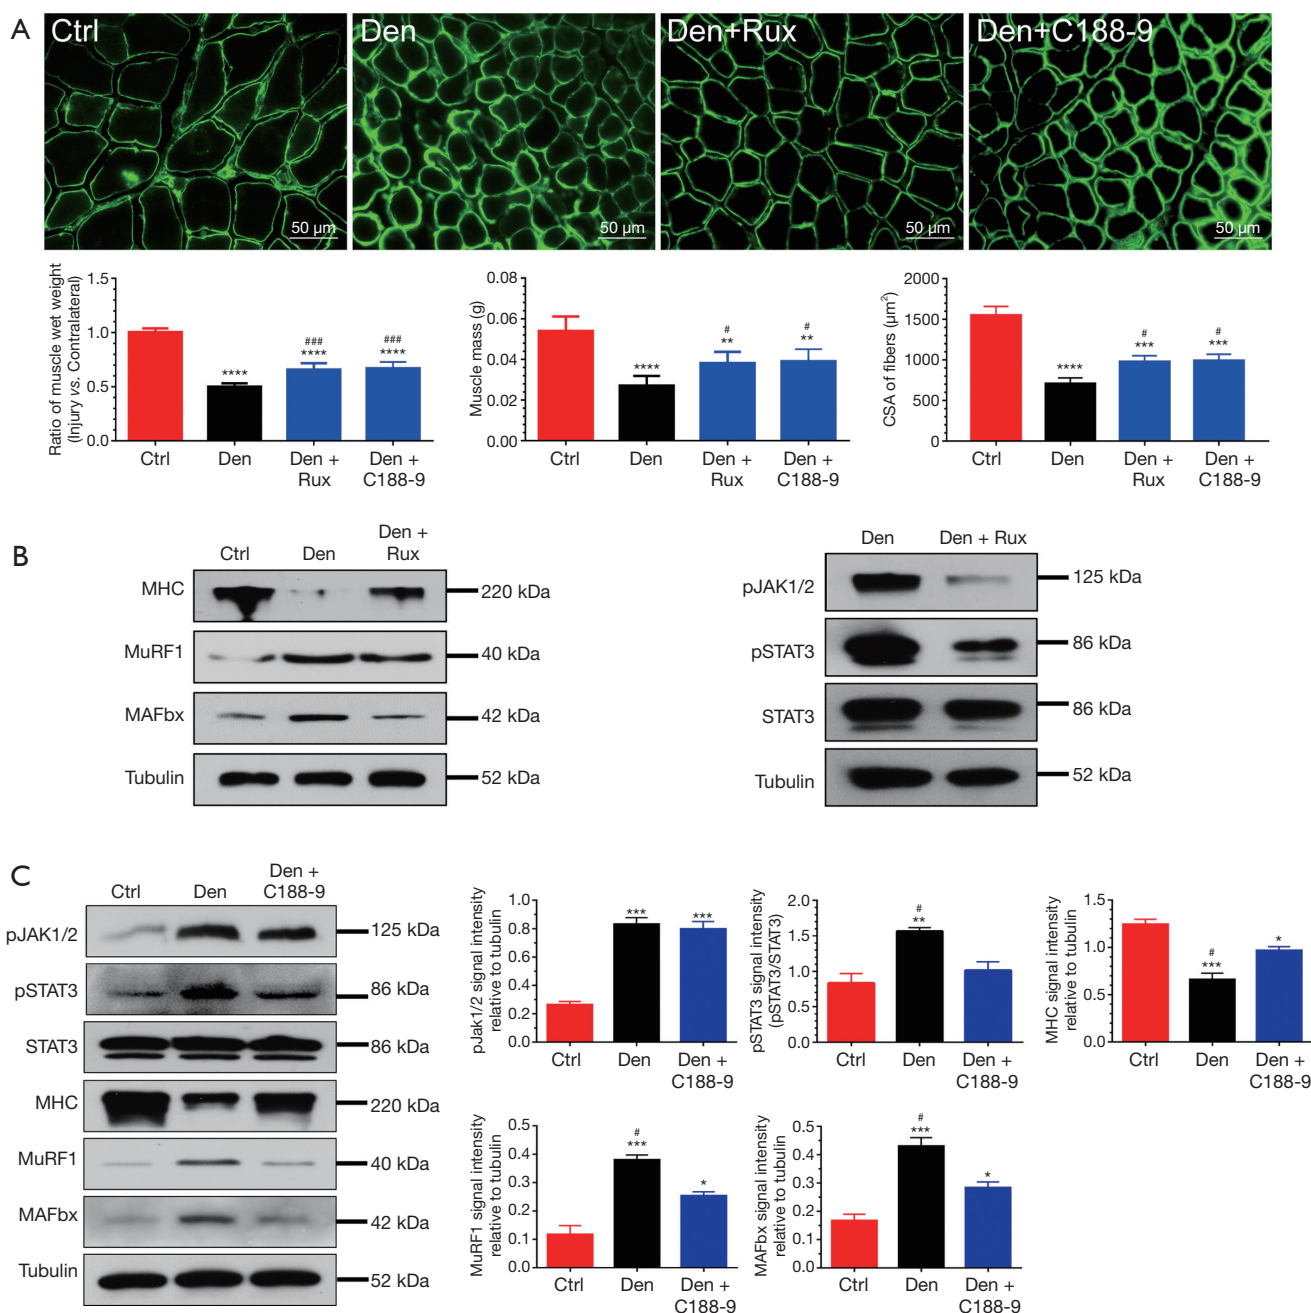 A
Ctrl
Den
Den+Rux
Den+C188-9
50 µm
50 µm
50 µm
50 µm
Ratio of muscle wet weight
(Injury vs. Contralateral)
1.5
1.0
0.5
0.0
****
###
****
###
****
Ctrl
Den
Den +
Rux
Den +
C188-9
Muscle mass (g)
0.08
0.06
0.04
0.02
0.00
****
#
**
#
**
Ctrl
Den
Den +
Rux
Den +
C188-9
CSA of fibers (µm²)
2000
1500
1000
500
0
****
#
***
#
***
Ctrl
Den
Den +
Rux
Den +
C188-9
B
Ctrl
Den
Den +
Rux
MHC
220 kDa
MuRF1
40 kDa
MAFbx
42 kDa
Tubulin
52 kDa
Den
Den + Rux
pJAK1/2
125 kDa
pSTAT3
86 kDa
STAT3
86 kDa
Tubulin
52 kDa
C
Ctrl
Den
Den +
C188-9
pJAK1/2
125 kDa
pSTAT3
86 kDa
STAT3
86 kDa
MHC
220 kDa
MuRF1
40 kDa
MAFbx
42 kDa
Tubulin
52 kDa
pJak1/2 signal intensity
relative to tubulin
1.0
0.8
0.6
0.4
0.2
0.0
***
***
Ctrl
Den
Den +
C188-9
pSTAT3 signal intensity
(pSTAT3/STAT3)
2.0
1.5
1.0
0.5
0.0
#
**
Ctrl
Den
Den +
C188-9
MHC signal intensity
relative to tubulin
1.5
1.0
0.5
0.0
#
***
*
Ctrl
Den
Den +
C188-9
MuRF1 signal intensity
relative to tubulin
0.5
0.4
0.3
0.2
0.1
0.0
#
***
*
Ctrl
Den
Den +
C188-9
MAFbx signal intensity
relative to tubulin
0.5
0.4
0.3
0.2
0.1
0.0
#
***
*
Ctrl
Den
Den +
C188-9